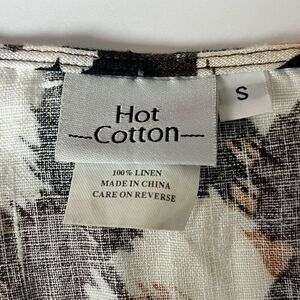 Hot
Cotton
S
100% LINEN
MADE IN CHINA
CARE ON REVERSE